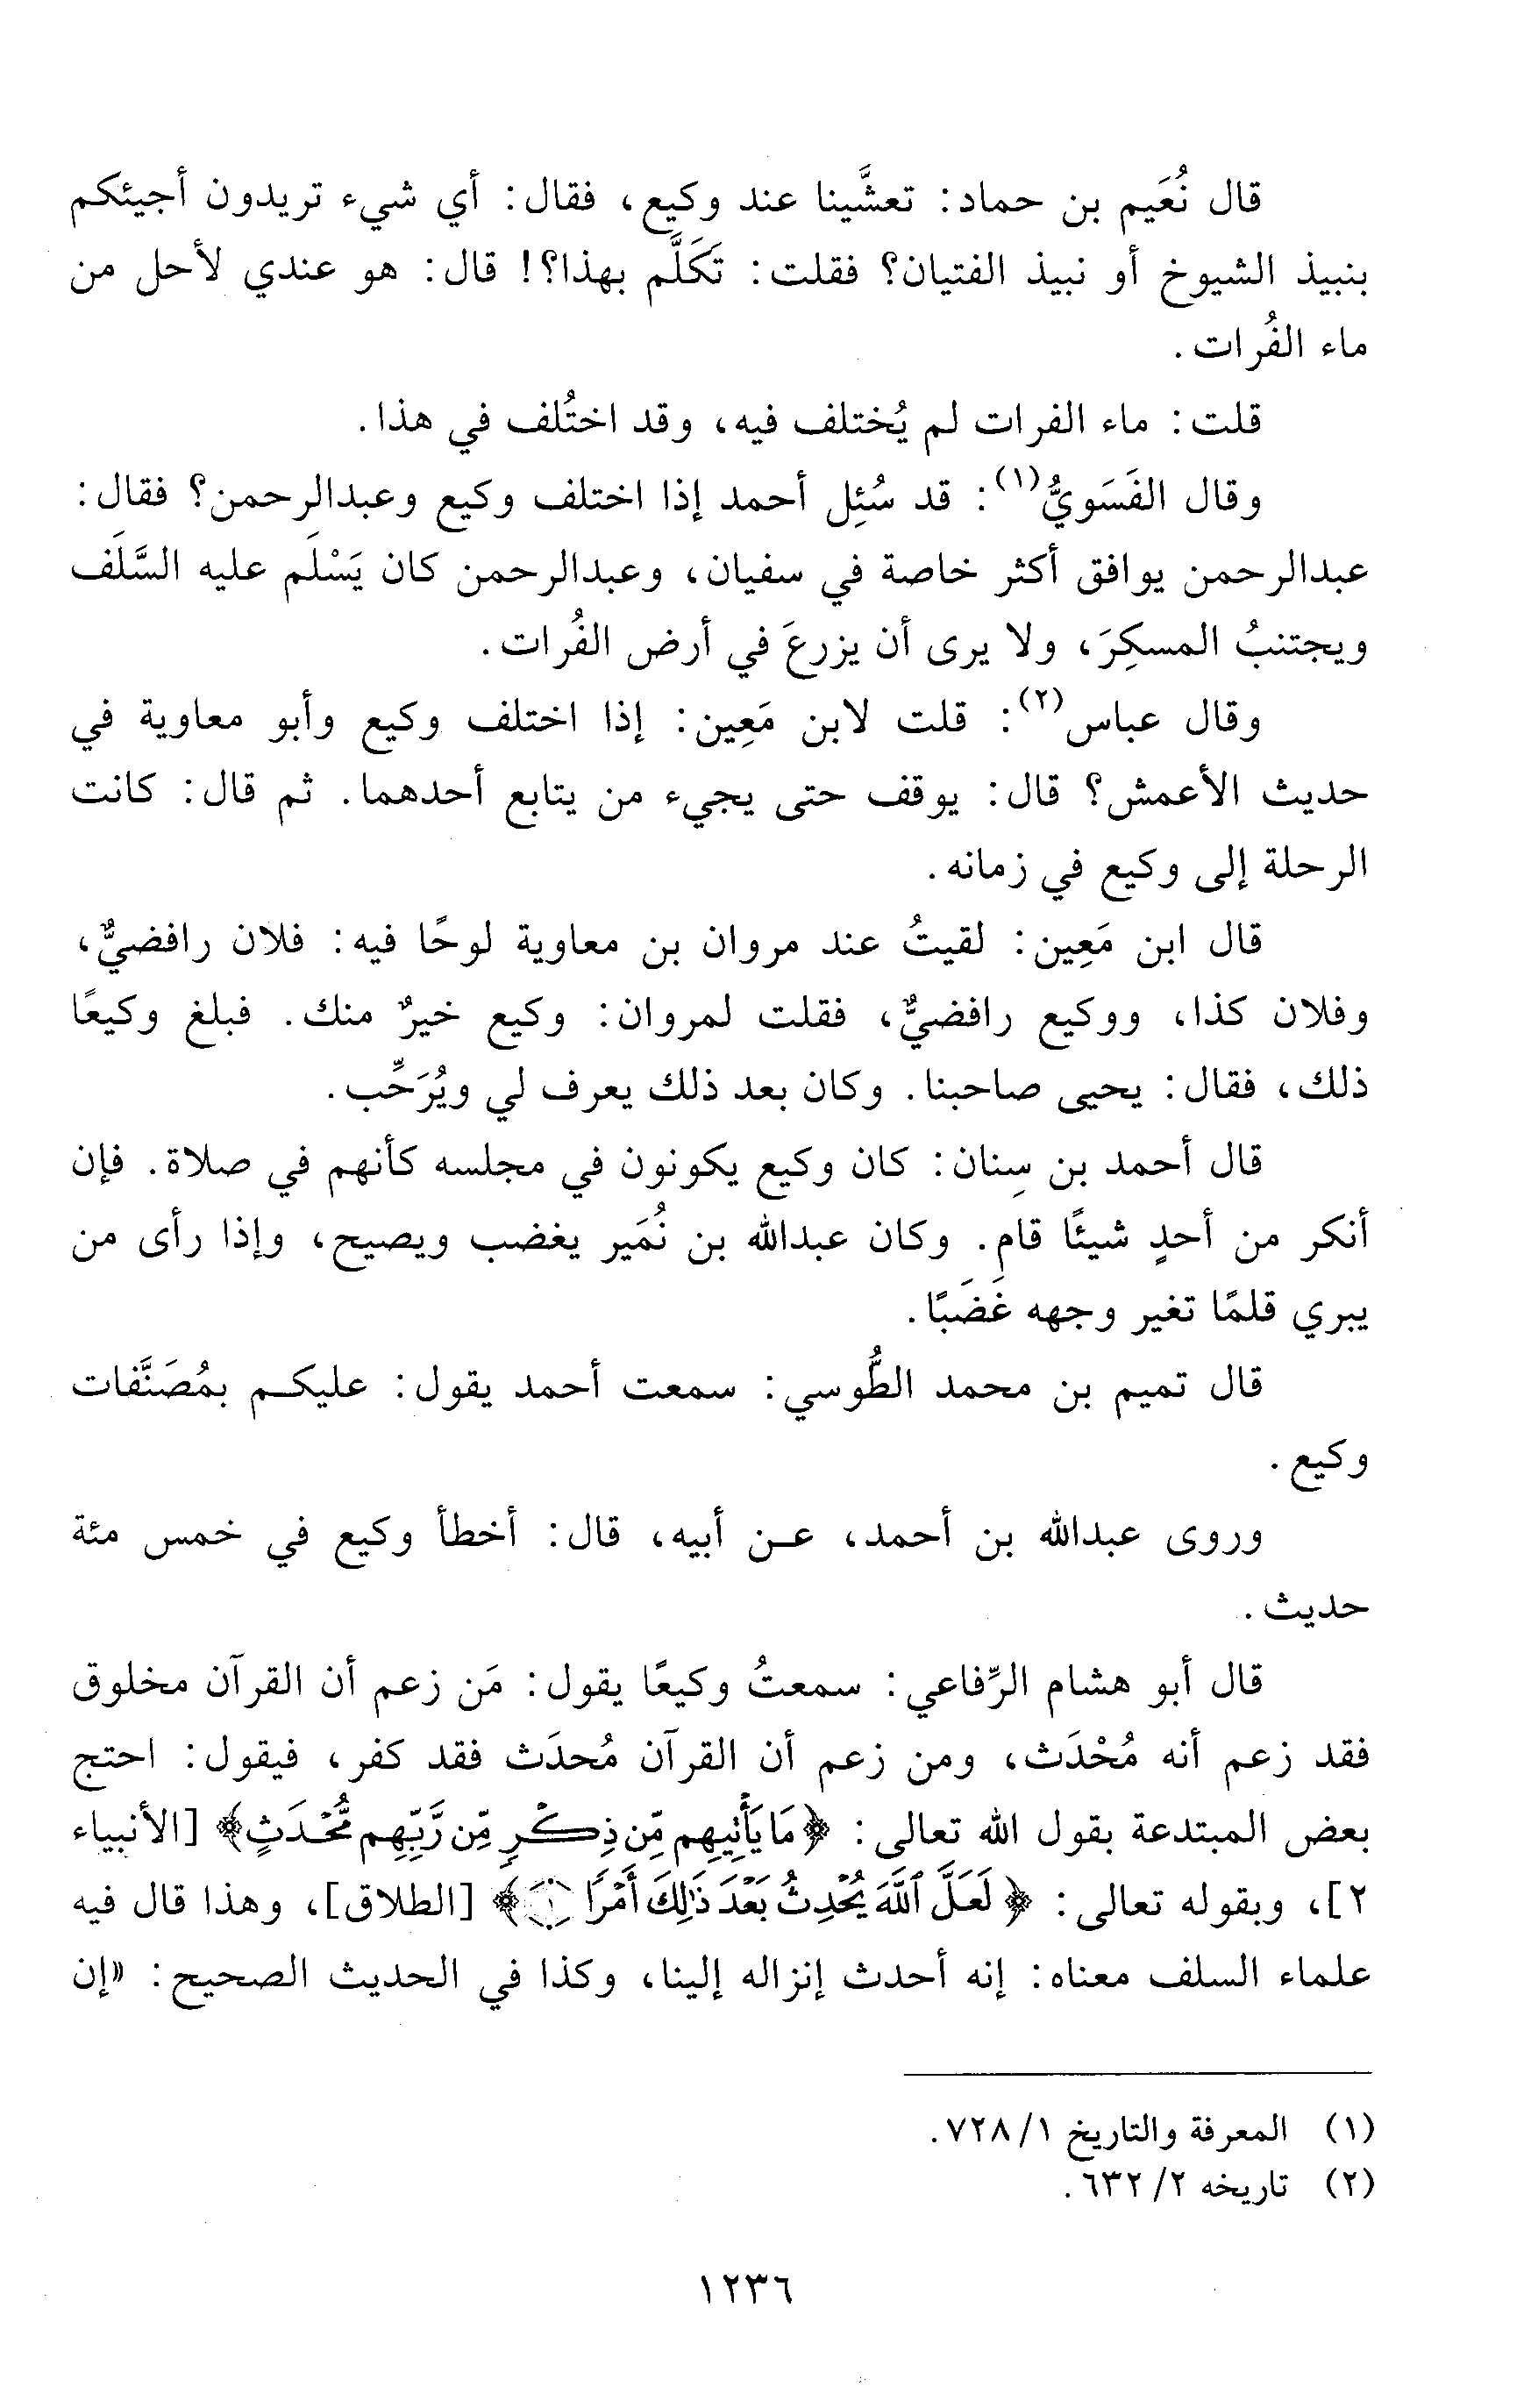 قال نُعَيم بن حماد: تعشَّينا عند وكيع، فقال: أي شيء تريدون أجيئكم
بنبيذ الشيوخ أو نبيذ الفتيان؟ فقلت: تَكَلَّم بهذا؟! قال: هو عندي لأحل من
ماء الفُرات.
قلت: ماء الفرات لم يُختلف فيه، وقد اختُلف في هذا.
وقال الفَسَويُّ(١): قد سُئِل أحمد إذا اختلف وكيع وعبدالرحمن؟ فقال:
عبدالرحمن يوافق أكثر خاصة في سفيان، وعبدالرحمن كان يَسْلَم عليه السَّلَف
ويجتنبُ المسكِرَ، ولا يرى أن يزرعَ في أرض الفُرات.
وقال عباس(٢): قلت لابن مَعِين: إذا اختلف وكيع وأبو معاوية في
حديث الأعمش؟ قال: يوقف حتى يجيء من يتابع أحدهما. ثم قال: كانت
الرحلة إلى وكيع في زمانه.
قال ابن مَعِين: لقيتُ عند مروان بن معاوية لوحًا فيه: فلان رافضيٌّ،
وفلان كذا، ووكيع رافضيٌّ، فقلت لمروان: وكيع خيرٌ منك. فبلغ وكيعًا
ذلك، فقال: يحيى صاحبنا. وكان بعد ذلك يعرف لي ويُرَحِّب.
قال أحمد بن سِنان: كان وكيع يكونون في مجلسه كأنهم في صلاة. فإن
أنكر من أحدٍ شيئًا قام. وكان عبدالله بن نُمَير يغضب ويصيح، وإذا رأى من
يبري قلمًا تغير وجهه غَضَبًا.
قال تميم بن محمد الطُّوسي: سمعت أحمد يقول: عليكم بمُصَنَّفات
وكيع.
وروى عبدالله بن أحمد، عن أبيه، قال: أخطأ وكيع في خمس مئة
حديث.
قال أبو هشام الرِّفاعي: سمعتُ وكيعًا يقول: مَن زعم أن القرآن مخلوق
فقد زعم أنه مُحْدَث، ومن زعم أن القرآن مُحدَث فقد كفر، فيقول: احتج
بعض المبتدعة بقول الله تعالى: ﴿مَا يَأْتِيهِم مِّن ذِكْرٍ مِّن رَّبِّهِم مُّحْدَثٍ﴾ [الأنبياء
٢]، وبقوله تعالى: ﴿لَعَلَّ ٱللَّهَ يُحْدِثُ بَعْدَ ذَٰلِكَ أَمْرًا ١﴾ [الطلاق]، وهذا قال فيه
علماء السلف معناه: إنه أحدث إنزاله إلينا، وكذا في الحديث الصحيح: «إن
(١) المعرفة والتاريخ ١/ ٧٢٨.
(٢) تاريخه ٢/ ٦٣٢.
١٢٣٦